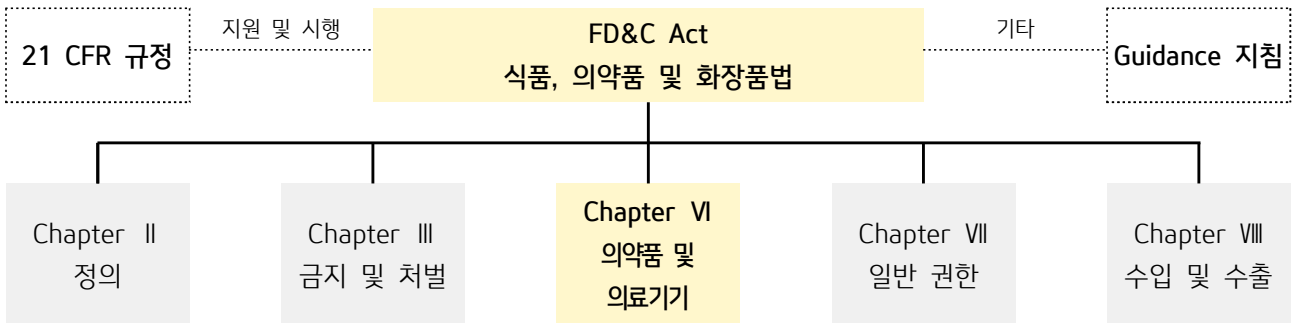 지원 및 시행
기타
21 CFR 규정
FD&C Act
식품, 의약품 및 화장품법
Guidance 지침
Chapter Ⅱ
정의
Chapter Ⅲ
금지 및 처벌
Chapter Ⅵ
의약품 및
의료기기
Chapter Ⅶ
일반 권한
Chapter Ⅷ
수입 및 수출